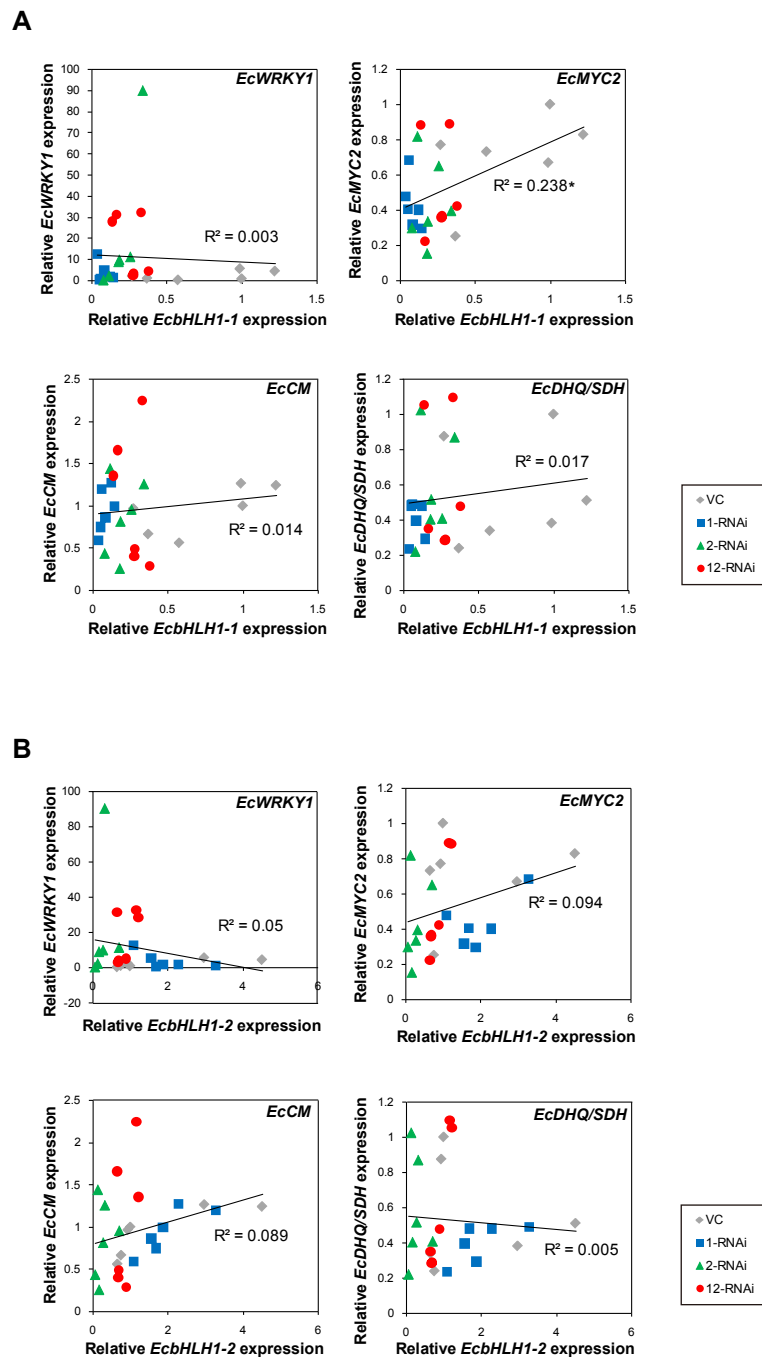 A
EcWRKY1
EcMYC2
Relative EcWRKY1 expression
100
90
80
70
60
50
40
30
20
10
0
R² = 0.003
0 0.5 1 1.5
Relative EcbHLH1-1 expression
Relative EcMYC2 expression
1.2
1
0.8
0.6
0.4
0.2
0
R² = 0.238*
0 0.5 1 1.5
Relative EcbHLH1-1 expression
EcCM
EcDHQ/SDH
Relative EcCM expression
2.5
2
1.5
1
0.5
0
R² = 0.014
0 0.5 1 1.5
Relative EcbHLH1-1 expression
Relative EcDHQ/SDH expression
1.2
1
0.8
0.6
0.4
0.2
0
R² = 0.017
0 0.5 1 1.5
Relative EcbHLH1-1 expression
VC
1-RNAi
2-RNAi
12-RNAi
B
EcWRKY1
EcMYC2
Relative EcWRKY1 expression
100
80
60
40
20
0
-20
R² = 0.05
0 2 4 6
Relative EcbHLH1-2 expression
Relative EcMYC2 expression
1.2
1
0.8
0.6
0.4
0.2
0
R² = 0.094
0 2 4 6
Relative EcbHLH1-2 expression
EcCM
EcDHQ/SDH
Relative EcCM expression
2.5
2
1.5
1
0.5
0
R² = 0.089
0 2 4 6
Relative EcbHLH1-2 expression
Relative EcDHQ/SDH expression
1.2
1
0.8
0.6
0.4
0.2
0
R² = 0.005
0 2 4 6
Relative EcbHLH1-2 expression
VC
1-RNAi
2-RNAi
12-RNAi